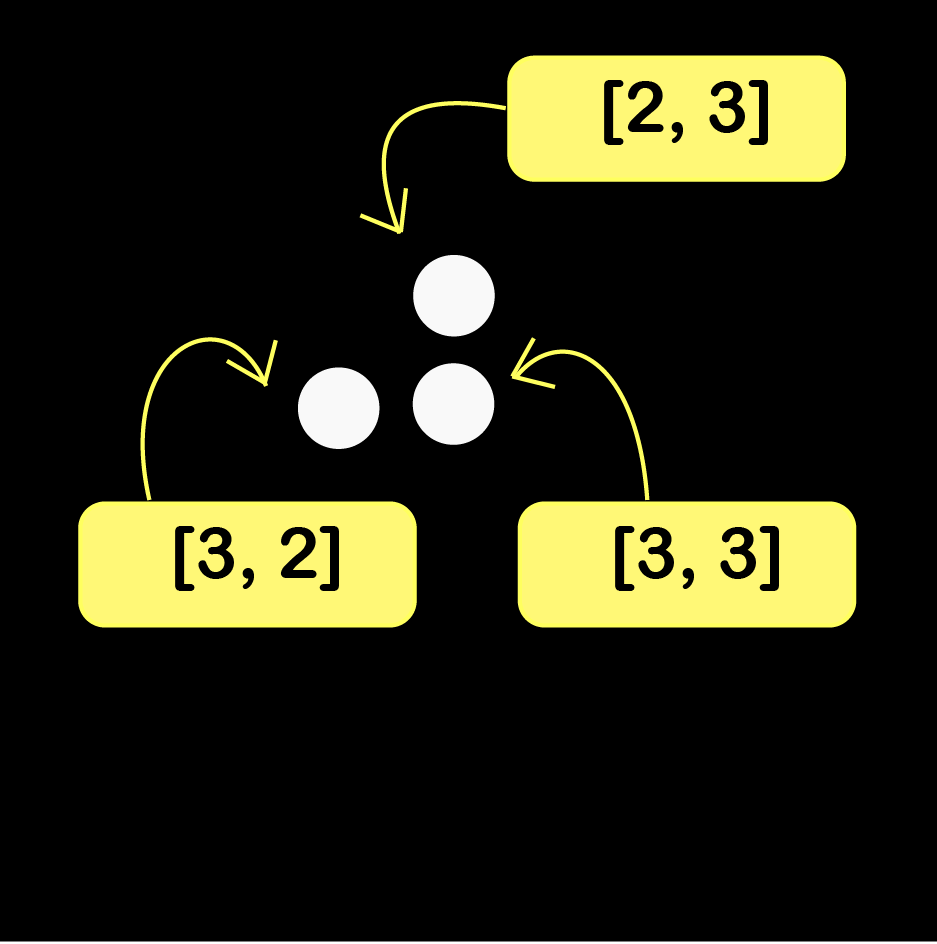 [2, 3]
[3, 2]
[3, 3]